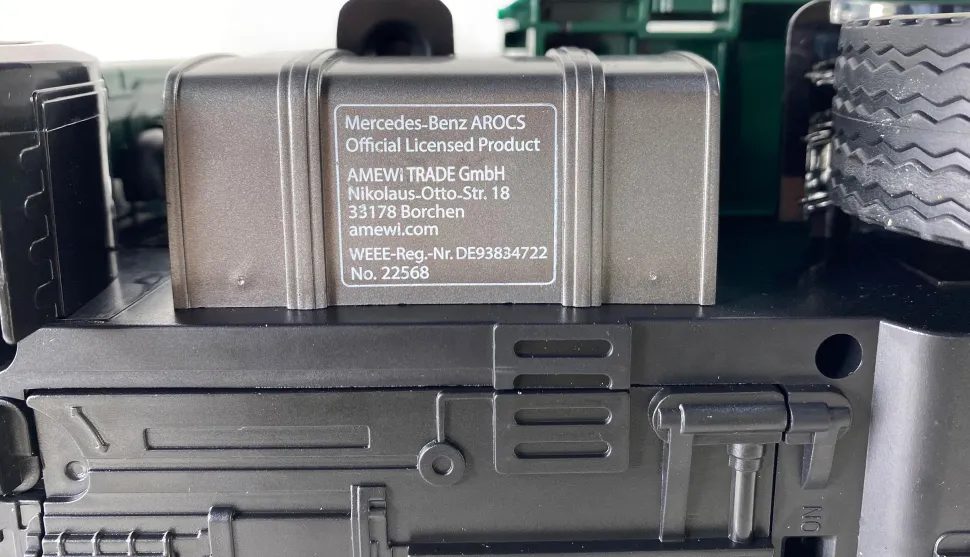 Mercedes-Benz AROCS
Official Licensed Product
AMEWI TRADE GmbH
Nikolaus-Otto-Str. 18
33178 Borchen
amewi.com
WEEE-Reg.-Nr. DE93834722
No. 22568
NO